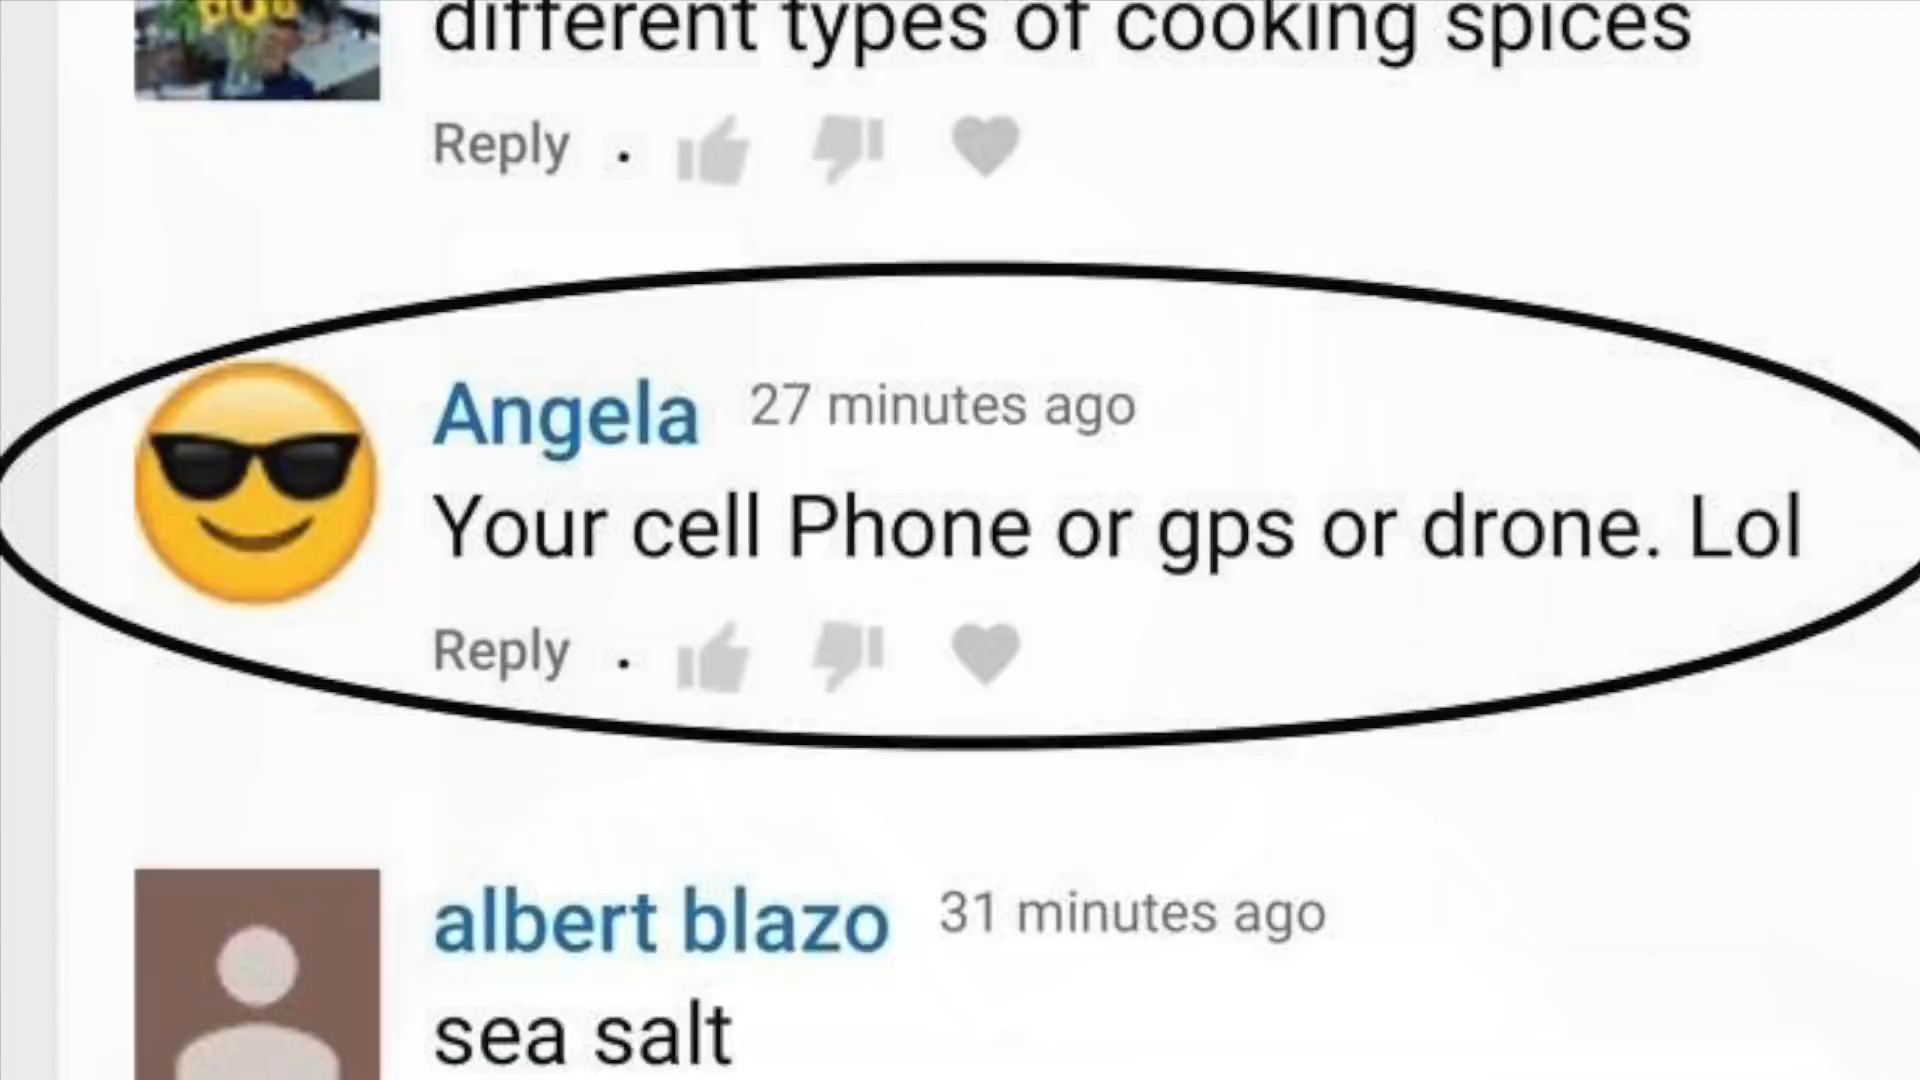 different types of cooking spices
Reply .
Angela 27 minutes ago
Your cell Phone or gps or drone. Lol
Reply .
albert blazo 31 minutes ago
sea salt